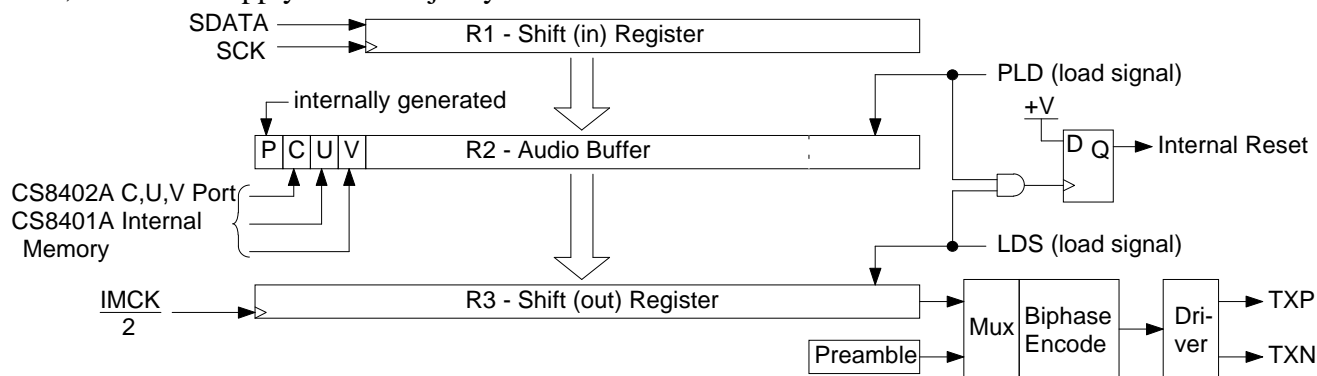 SDATA
SCK
R1 - Shift (in) Register
internally generated
PLD (load signal)
+V
P C U V
R2 - Audio Buffer
D Q
Internal Reset
CS8402A C,U,V Port
CS8401A Internal
Memory
LDS (load signal)
IMCK
2
R3 - Shift (out) Register
Preamble
Mux
Biphase
Encode
Dri-
ver
TXP
TXN